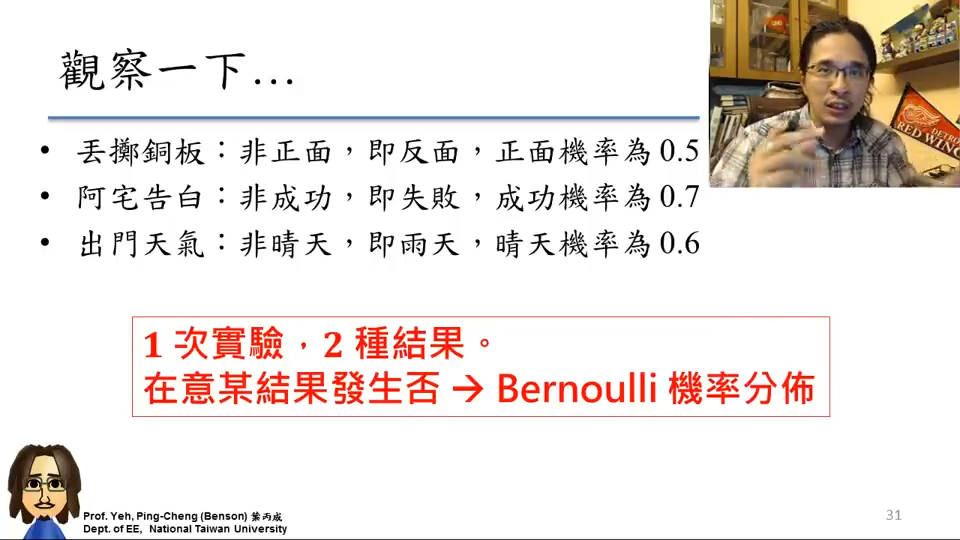 觀察一下…
• 丟擲銅板：非正面，即反面，正面機率為 0.5
• 阿宅告白：非成功，即失敗，成功機率為 0.7
• 出門天氣：非晴天，即雨天，晴天機率為 0.6
1 次實驗，2 種結果。
在意某結果發生否 → Bernoulli 機率分佈
Prof. Yeh, Ping-Cheng (Benson) 葉丙成
Dept. of EE, National Taiwan University
31
DETROIT
RED WINGS